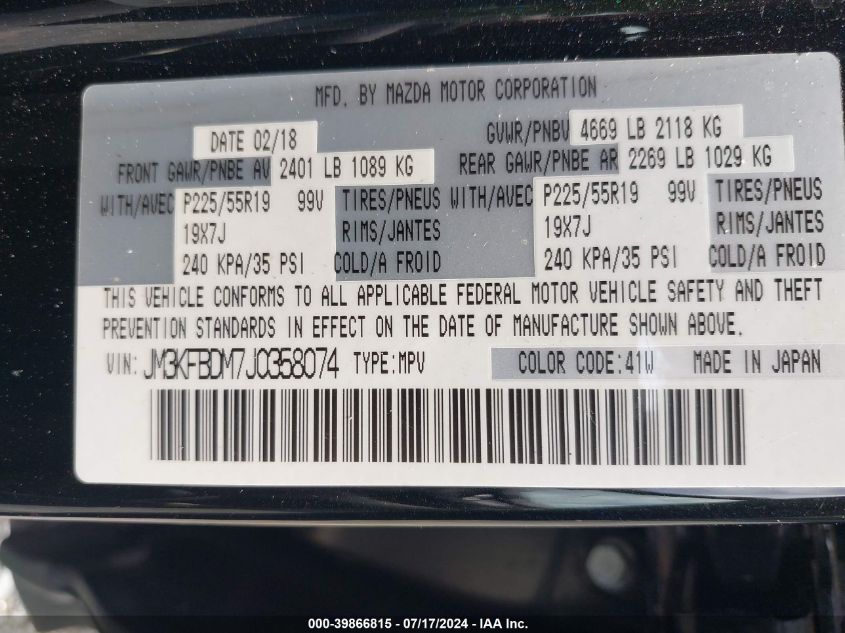 MFD. BY MAZDA MOTOR CORPORATION
DATE 02/18 GVWR/PNBV 4669 LB 2118 KG
FRONT GAWR/PNBE AV 2401 LB 1089 KG REAR GAWR/PNBE AR 2269 LB 1029 KG
WITH/AVEC P225/55R19 99V TIRES/PNEUS WITH/AVEC P225/55R19 99V TIRES/PNEUS
19X7J RIMS/JANTES 19X7J RIMS/JANTES
240 KPA/35 PSI COLD/A FROID 240 KPA/35 PSI COLD/A FROID
THIS VEHICLE CONFORMS TO ALL APPLICABLE FEDERAL MOTOR VEHICLE SAFETY AND THEFT
PREVENTION STANDARDS IN EFFECT ON THE DATE OF MANUFACTURE SHOWN ABOVE.
VIN: JM3KFBDM7J0358074 TYPE:MPV COLOR CODE:41W MADE IN JAPAN
000-39866815 - 07/17/2024 - IAA Inc.